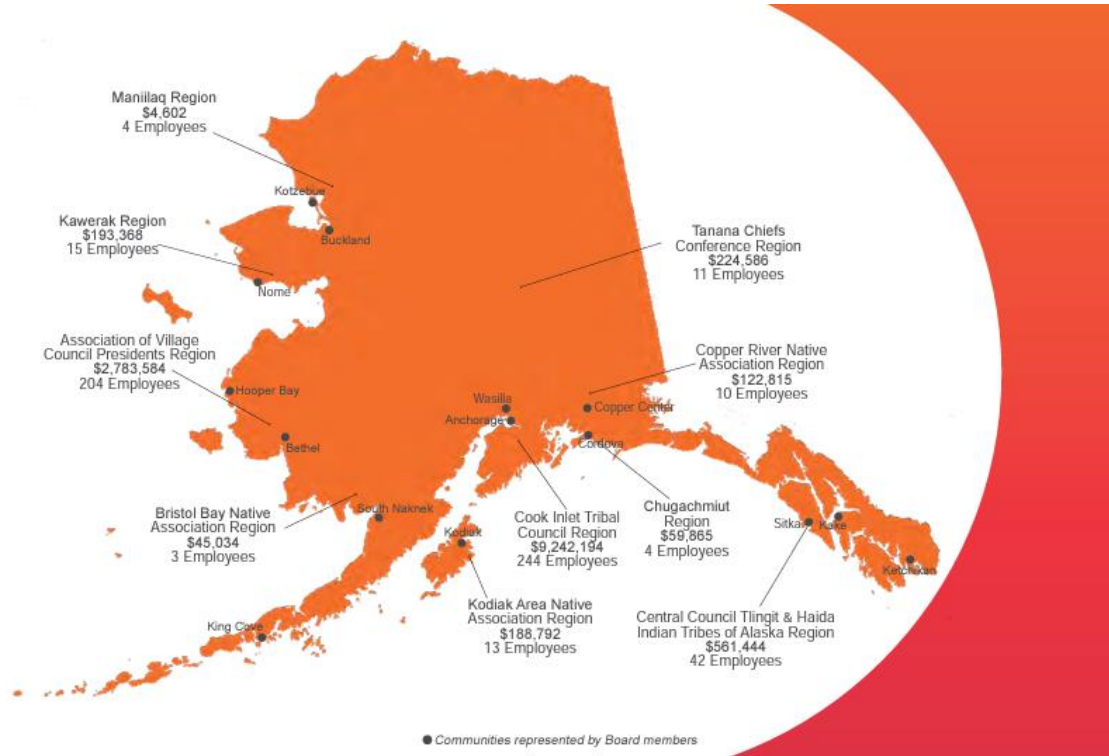 Maniilaq Region
$4,602
4 Employees
Kotzebue
Buckland
Kawerak Region
$193,368
15 Employees
Nome
Tanana Chiefs
Conference Region
$224,586
11 Employees
Association of Village
Council Presidents Region
$2,783,584
204 Employees
Hooper Bay
Bethel
Copper River Native
Association Region
$122,815
10 Employees
Wasilla
Anchorage
Copper Center
Cordova
Bristol Bay Native
Association Region
$45,034
3 Employees
South Naknek
Kodiak
Cook Inlet Tribal
Council Region
$9,242,194
244 Employees
Chugachmiut
Region
$59,865
4 Employees
Sitka
Kake
Ketchikan
Kodiak Area Native
Association Region
$188,792
13 Employees
Central Council Tlingit & Haida
Indian Tribes of Alaska Region
$561,444
42 Employees
King Cove
Communities represented by Board members